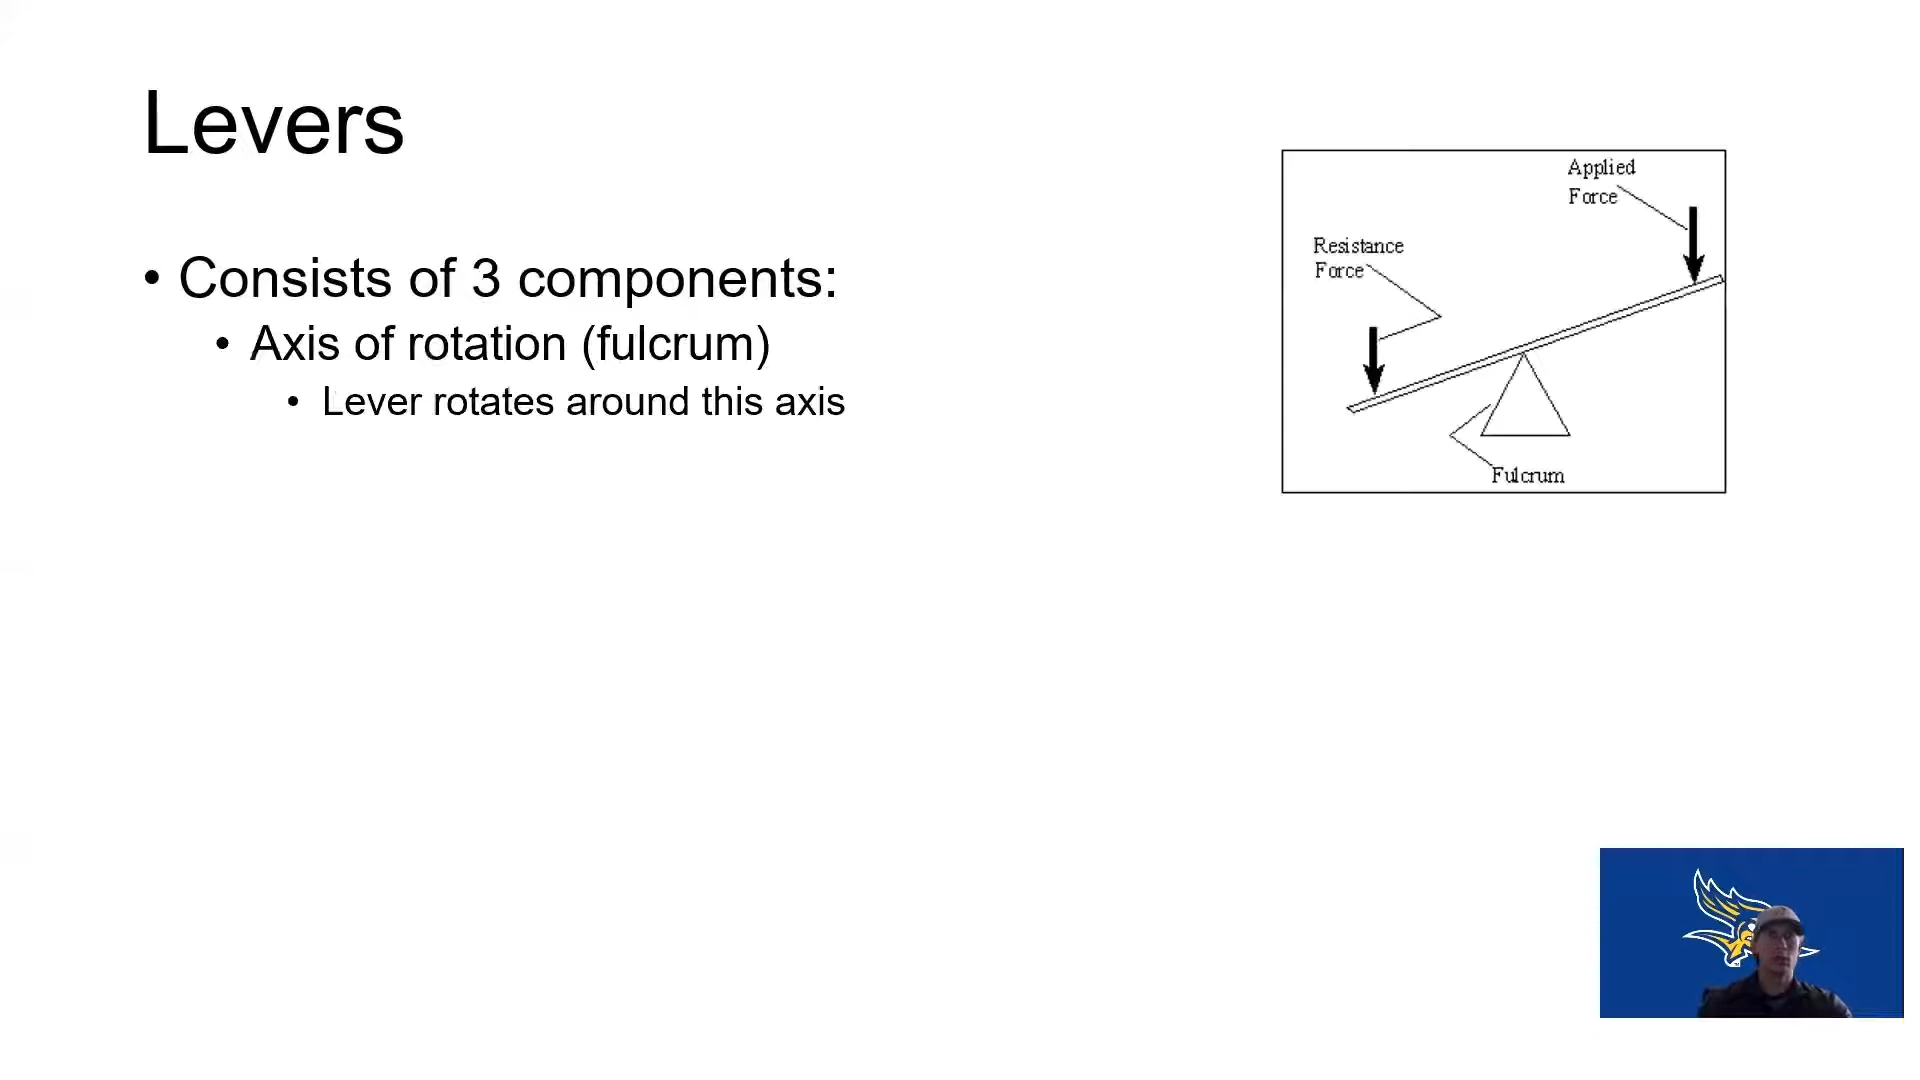 Levers
• Consists of 3 components:
• Axis of rotation (fulcrum)
• Lever rotates around this axis
Applied
Force
Resistance
Force
Fulcrum